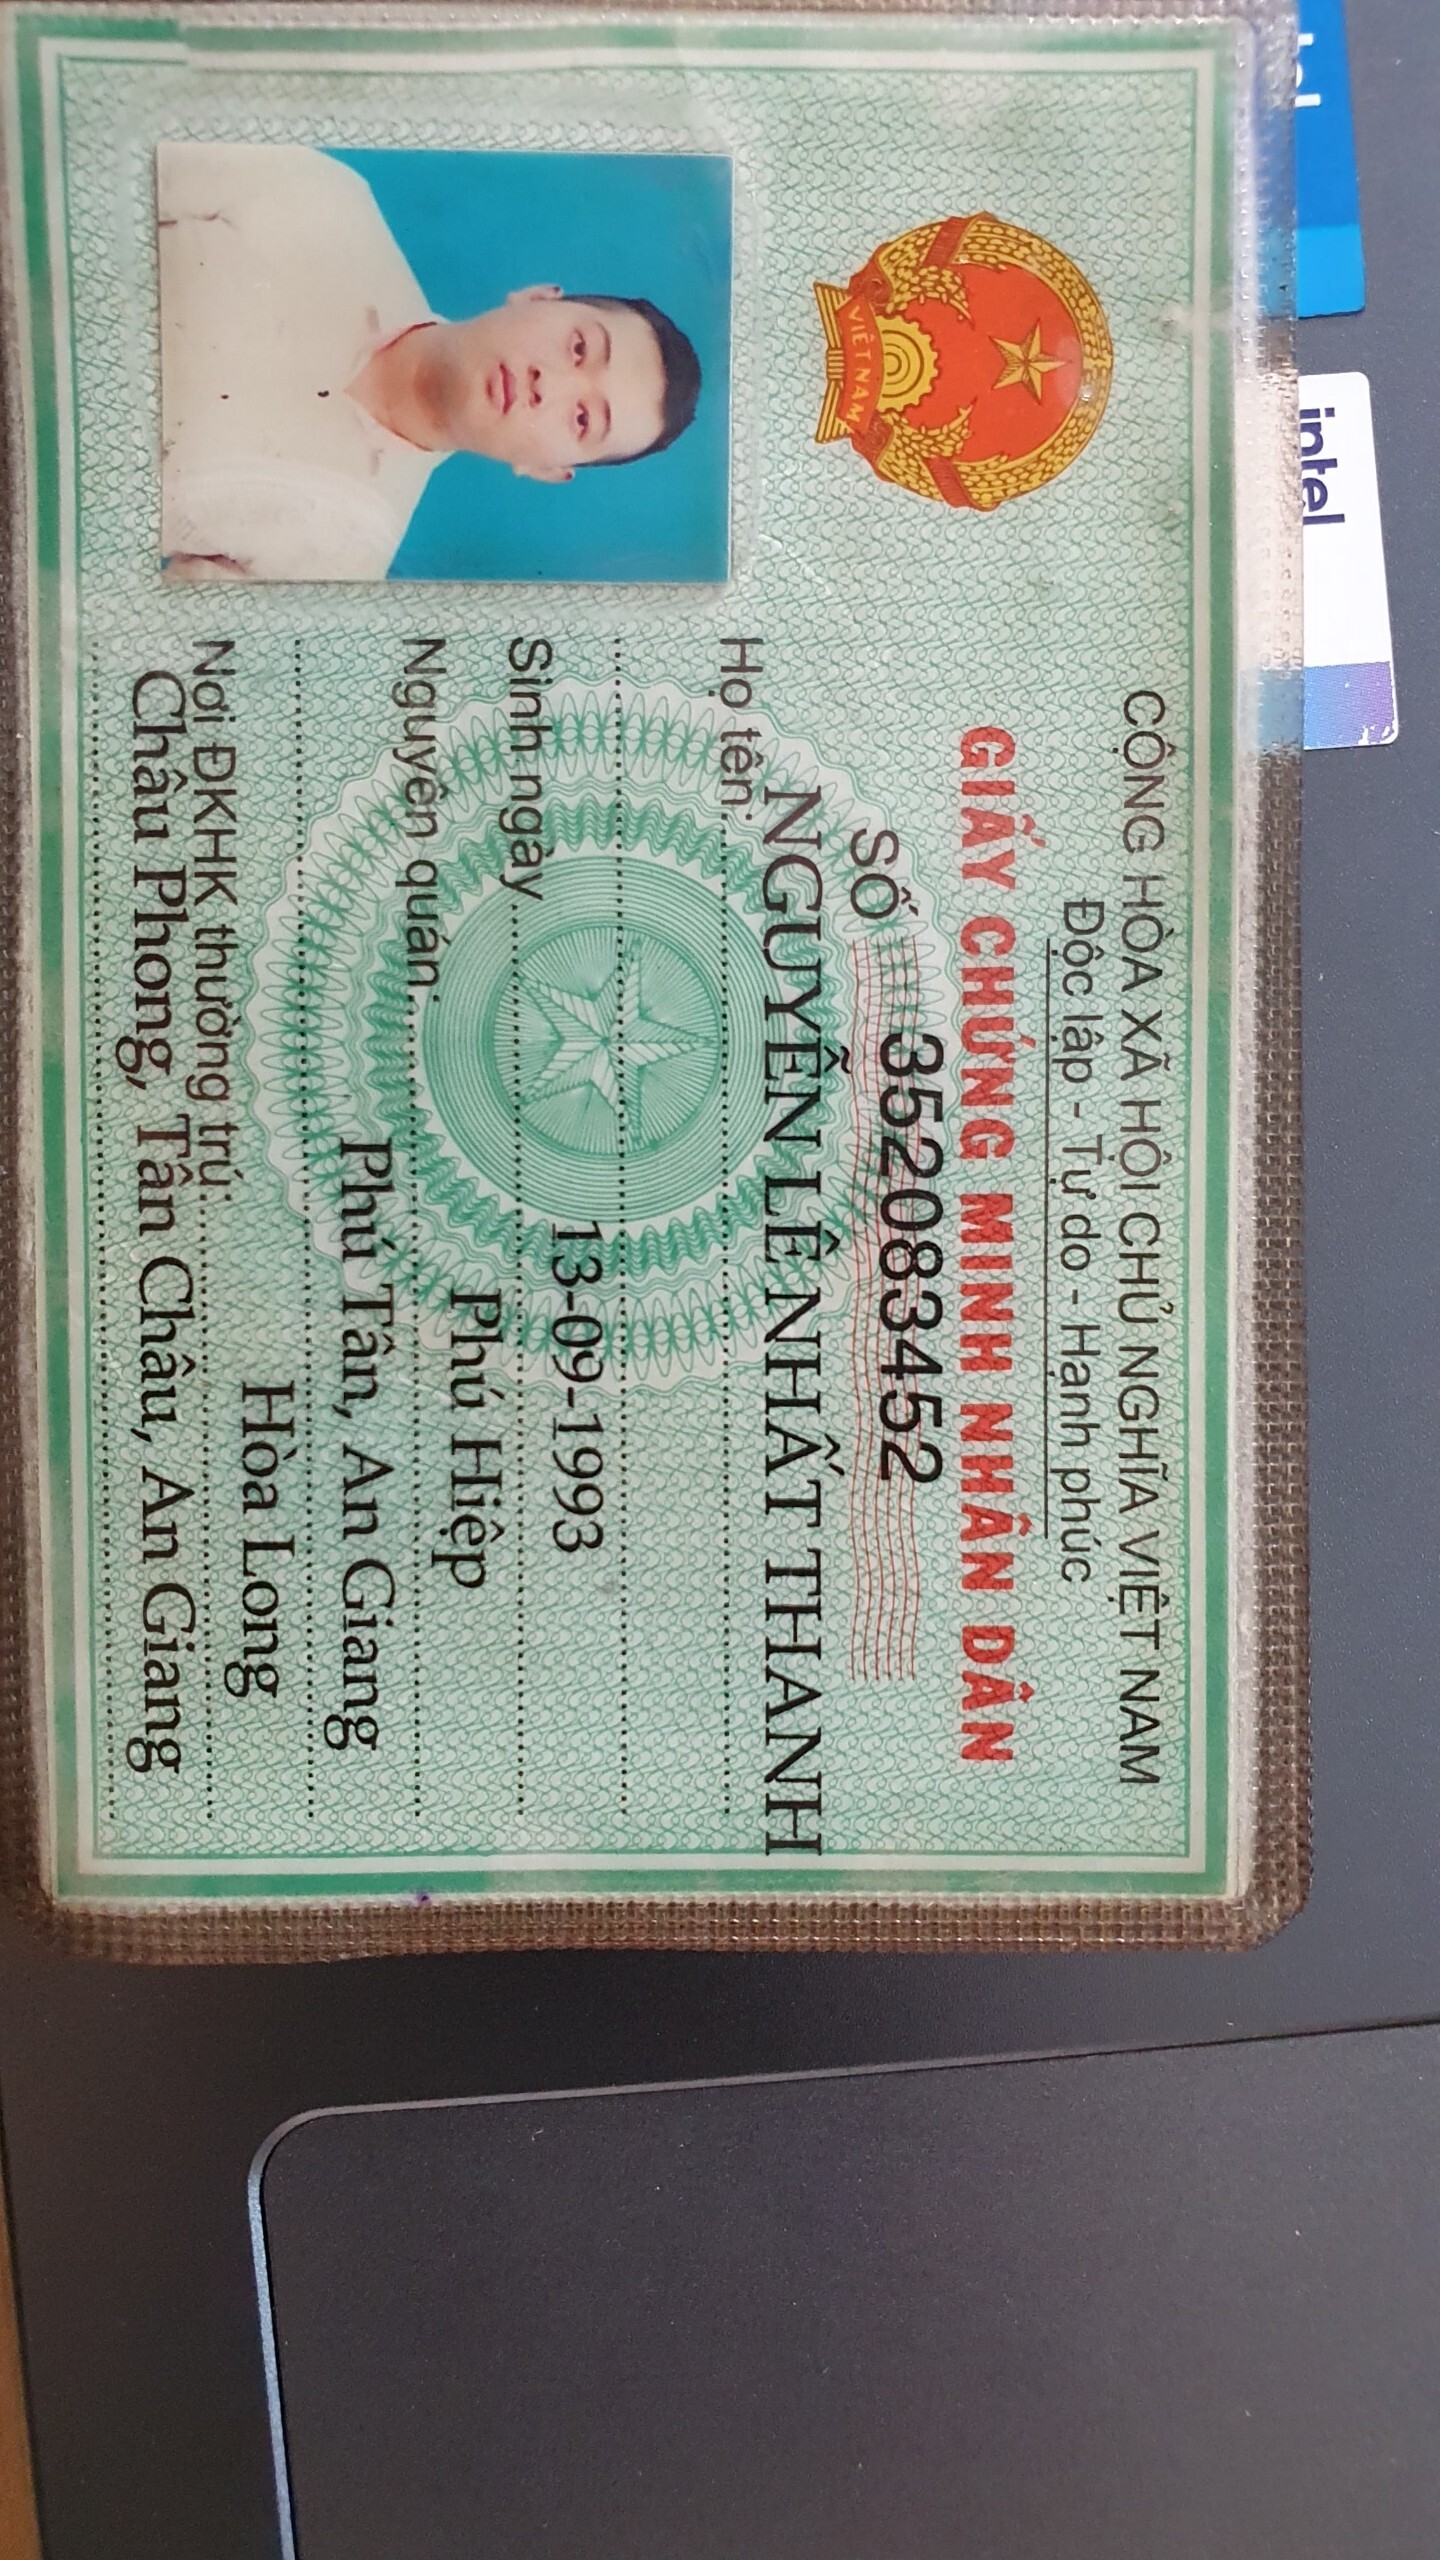 CỘNG HÒA XÃ HỘI CHỦ NGHĨA VIỆT NAM
Độc lập - Tự do - Hạnh phúc
GIẤY CHỨNG MINH NHÂN DÂN
SỐ 352083452
Họ tên: NGUYỄN LÊ NHẤT THANH
Sinh ngày 13-09-1993
Nguyên quán: Phú Hiệp
Phú Tân, An Giang
Nơi ĐKHK thường trú: Hòa Long
Châu Phong, Tân Châu, An Giang
VIỆT NAM
intel